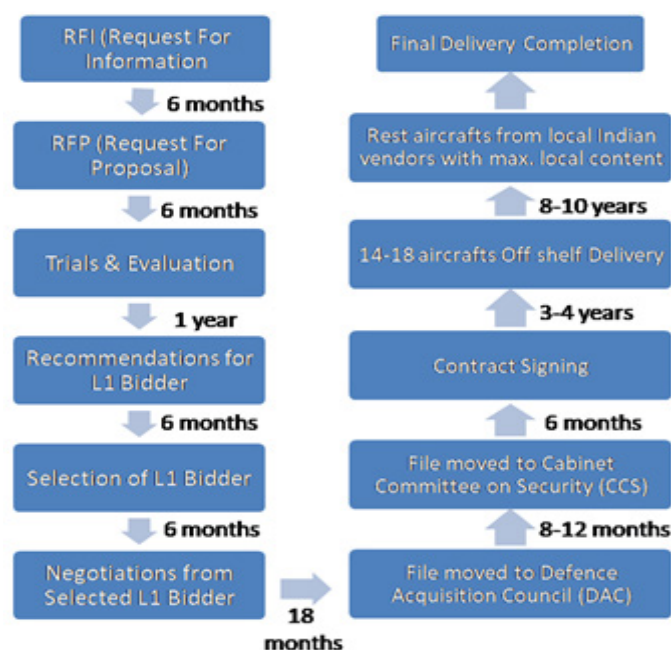 RFI (Request For
Information
6 months
RFP (Request For
Proposal)
6 months
Trials & Evaluation
1 year
Recommendations for
L1 Bidder
6 months
Selection of L1 Bidder
6 months
Negotiations from
Selected L1 Bidder
18
months
File moved to Defence
Acquisition Council (DAC)
8-12 months
File moved to Cabinet
Committee on Security (CCS)
6 months
Contract Signing
3-4 years
14-18 aircrafts Off shelf Delivery
8-10 years
Rest aircrafts from local Indian
vendors with max. local content
Final Delivery Completion